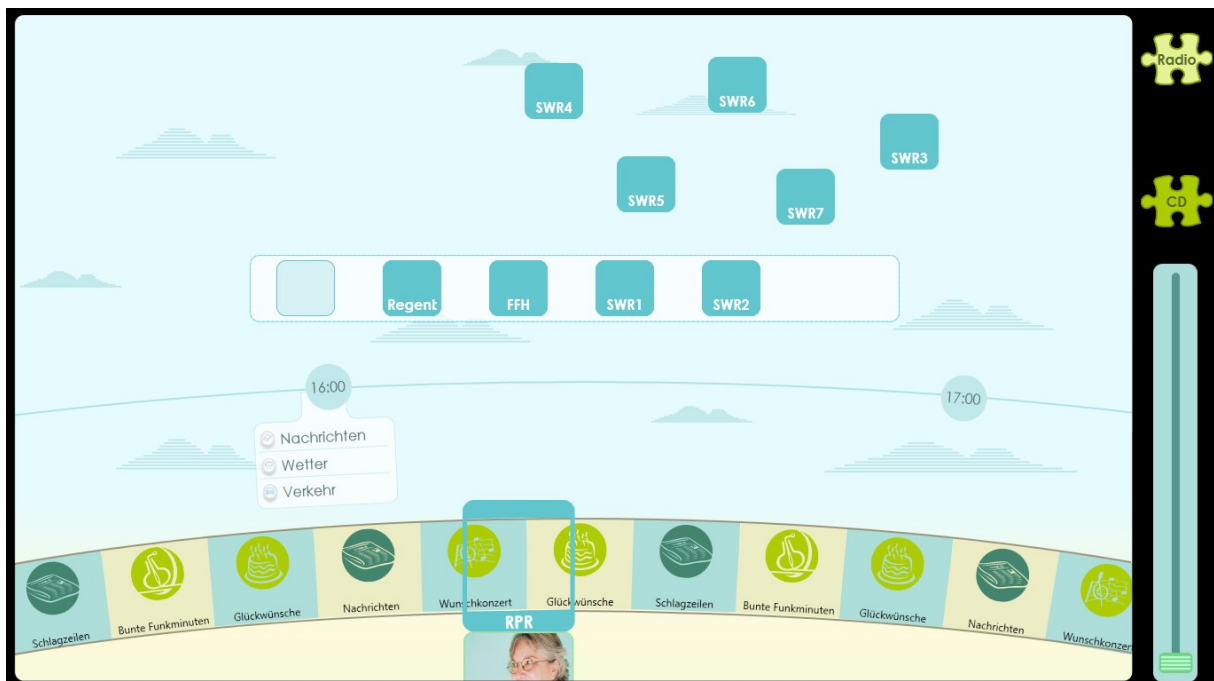 Radio
SWR4
SWR6
SWR3
SWR5
SWR7
CD
Regent
FFH
SWR1
SWR2
16:00
17:00
Nachrichten
Wetter
Verkehr
Schlagzeilen
Bunte Funkminuten
Glückwünsche
Nachrichten
Wunschkonzert
Glückwünsche
Schlagzeilen
Bunte Funkminuten
Glückwünsche
Nachrichten
Wunschkonzer
RPR